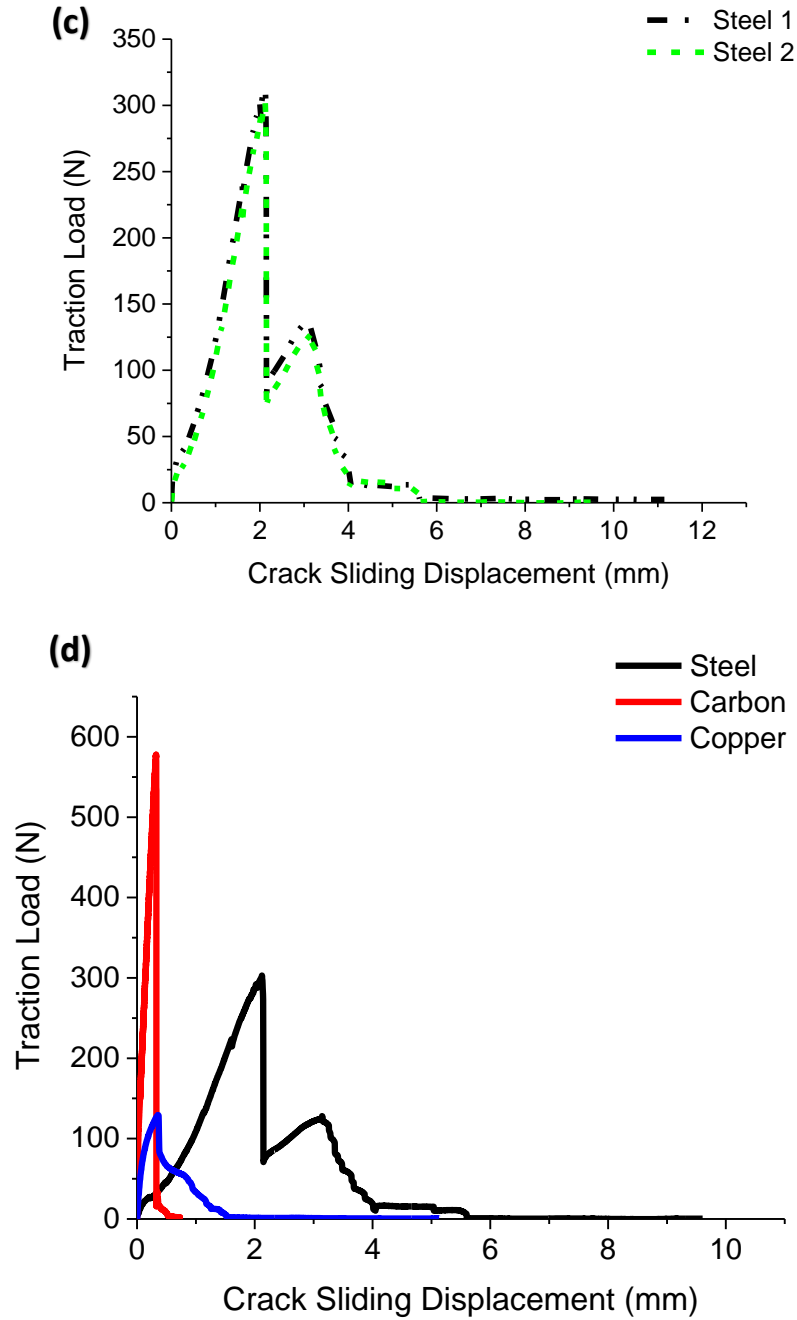 (c)
Steel 1
Steel 2
350
300
250
200
150
100
50
0
Traction Load (N)
0 2 4 6 8 10 12
Crack Sliding Displacement (mm)
(d)
Steel
Carbon
Copper
600
500
400
300
200
100
0
Traction Load (N)
0 2 4 6 8 10
Crack Sliding Displacement (mm)